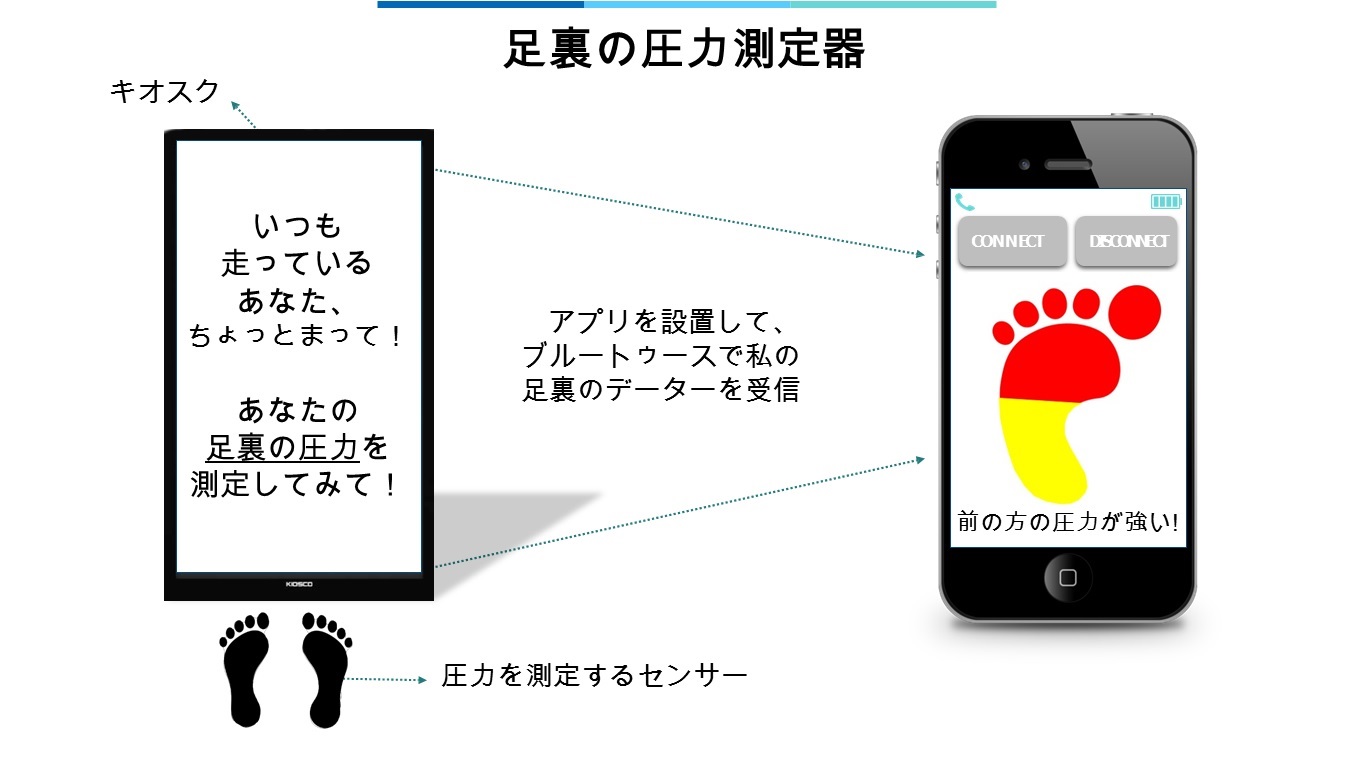 足裏の圧力測定器
キオスク
いつも
走っている
あなた、
ちょっとまって！
あなたの
足裏の圧力を
測定してみて！
KIOSCO
アプリを設置して、
ブルートゥースで私の
足裏のデーターを受信
CONNECT
DISCONNECT
前の方の圧力が強い!
圧力を測定するセンサー